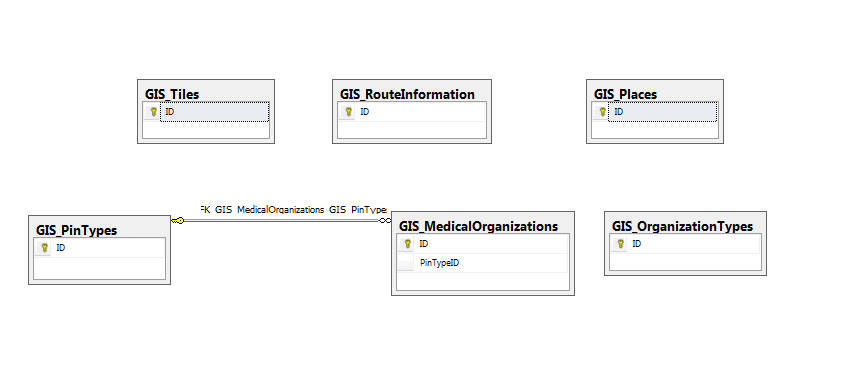 GIS_Tiles
ID
GIS_RouteInformation
ID
GIS_Places
ID
FK_GIS_MedicalOrganizations_GIS_PinType
GIS_PinTypes
ID
GIS_MedicalOrganizations
ID
PinTypeID
GIS_OrganizationTypes
ID